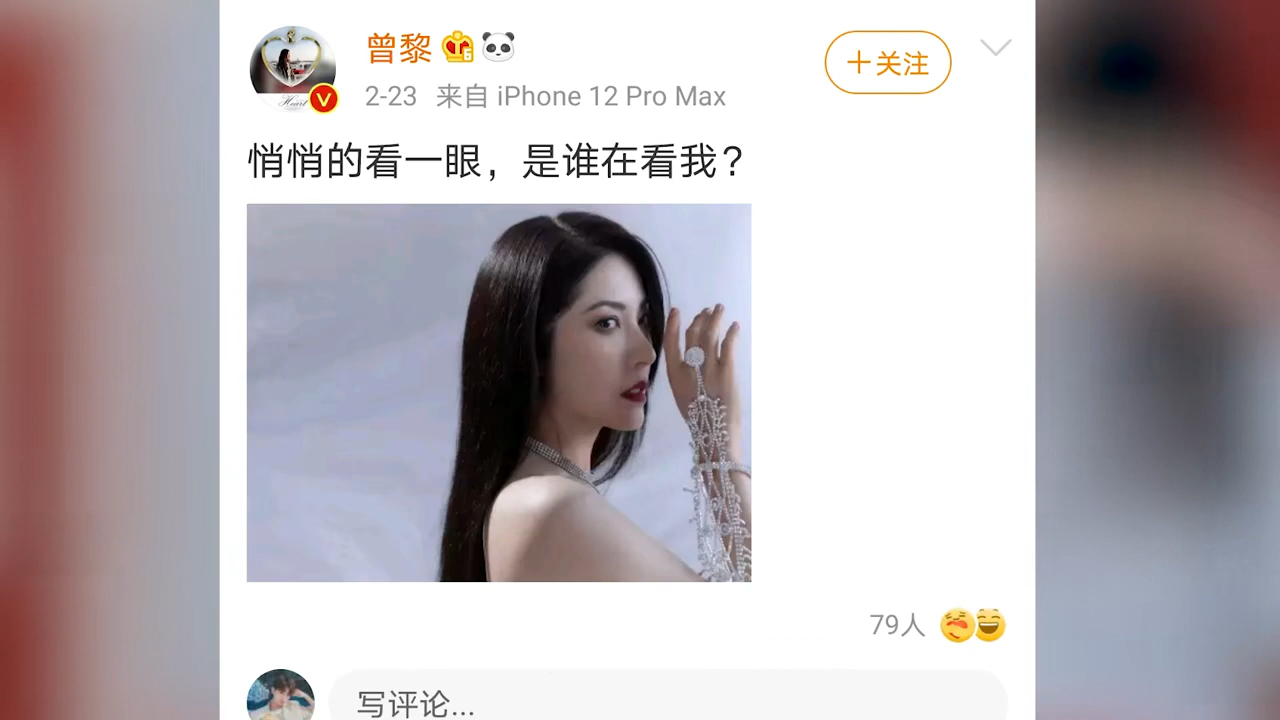 曾黎
十关注
2-23 来自 iPhone 12 Pro Max
悄悄的看一眼，是谁在看我？
79人
写评论...